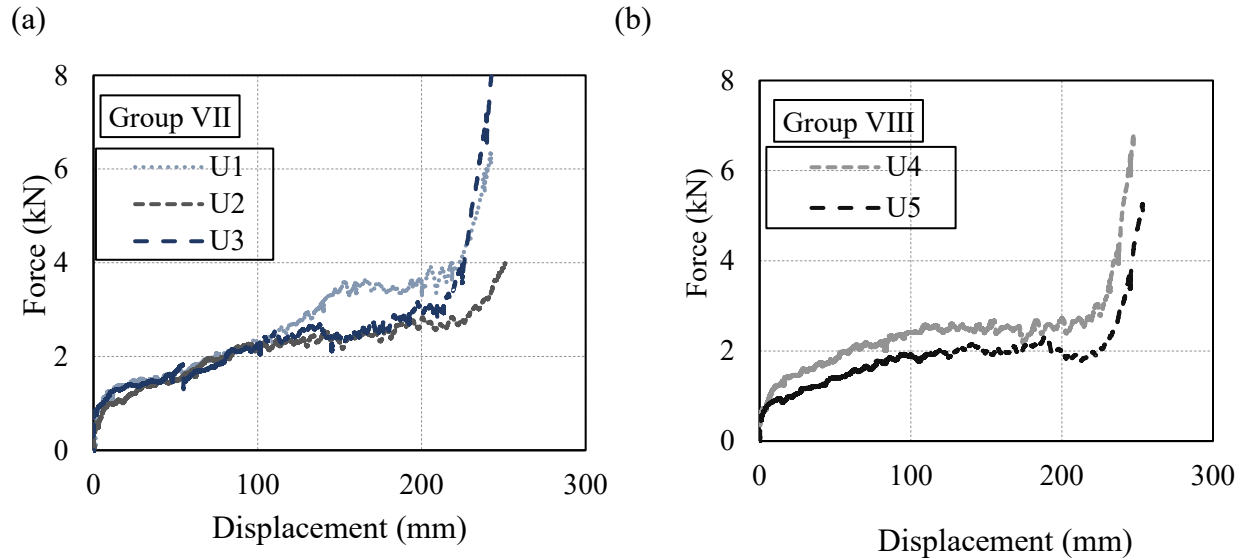 (a)
8
Group VII
U1
U2
U3
6
4
2
0
Force (kN)
0 100 200 300
Displacement (mm)
(b)
8
Group VIII
U4
U5
6
4
2
0
Force (kN)
0 100 200 300
Displacement (mm)